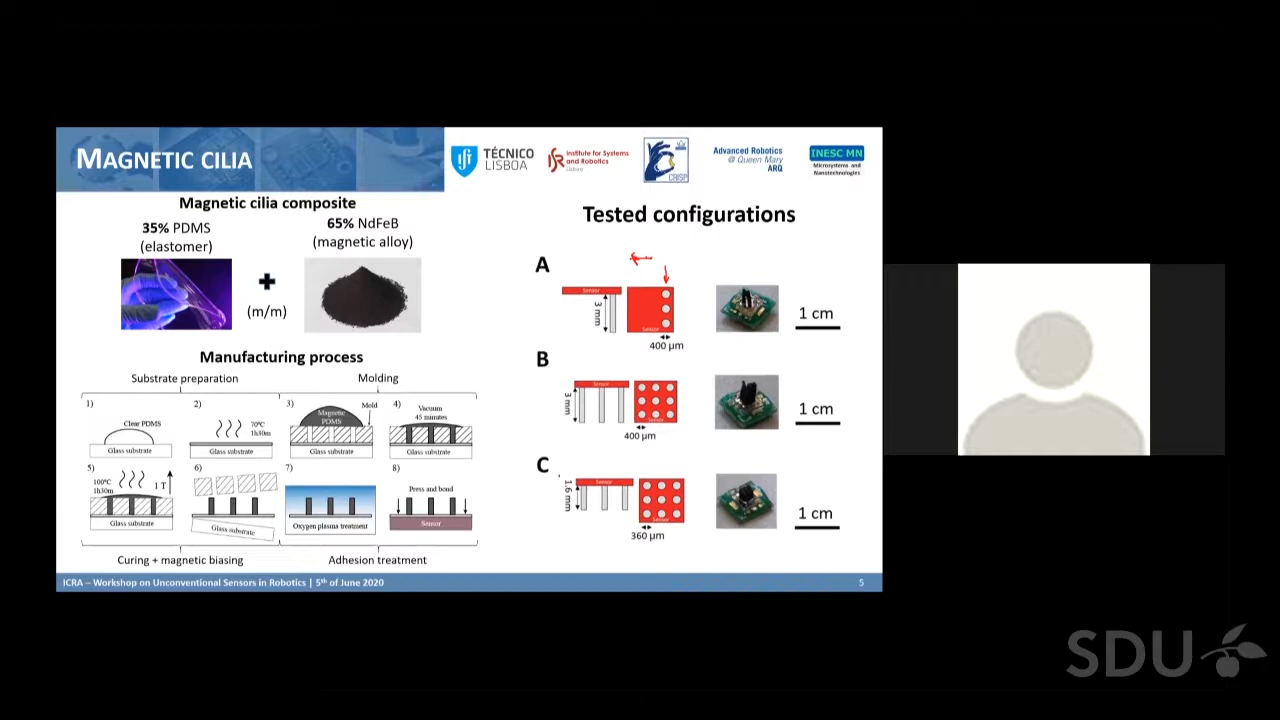 MAGNETIC CILIA
TÉCNICO
LISBOA
Institute for Systems
and Robotics
Lisboa
CRISP
Advanced Robotics
@ Queen Mary
ARQ
INESC MN
Microsystems and
Nanotechnologies
Magnetic cilia composite
35% PDMS
(elastomer)
+
(m/m)
65% NdFeB
(magnetic alloy)
Manufacturing process
Substrate preparation
Molding
1)
Clear PDMS
Glass substrate
2)
70ºC
1h30m
Glass substrate
3)
Magnetic
PDMS
Mold
Glass substrate
4)
Vacuum
45 minutes
Glass substrate
5)
100ºC
1h30m
1 T
Glass substrate
6)
Glass substrate
7)
Oxygen plasma treatment
8)
Press and bond
Sensor
Curing + magnetic biasing
Adhesion treatment
Tested configurations
A
Sensor
3 mm
Sensor
400 µm
1 cm
B
Sensor
3 mm
Sensor
400 µm
1 cm
C
Sensor
1.6 mm
Sensor
360 µm
1 cm
ICRA – Workshop on Unconventional Sensors in Robotics | 5th of June 2020
5
SDU